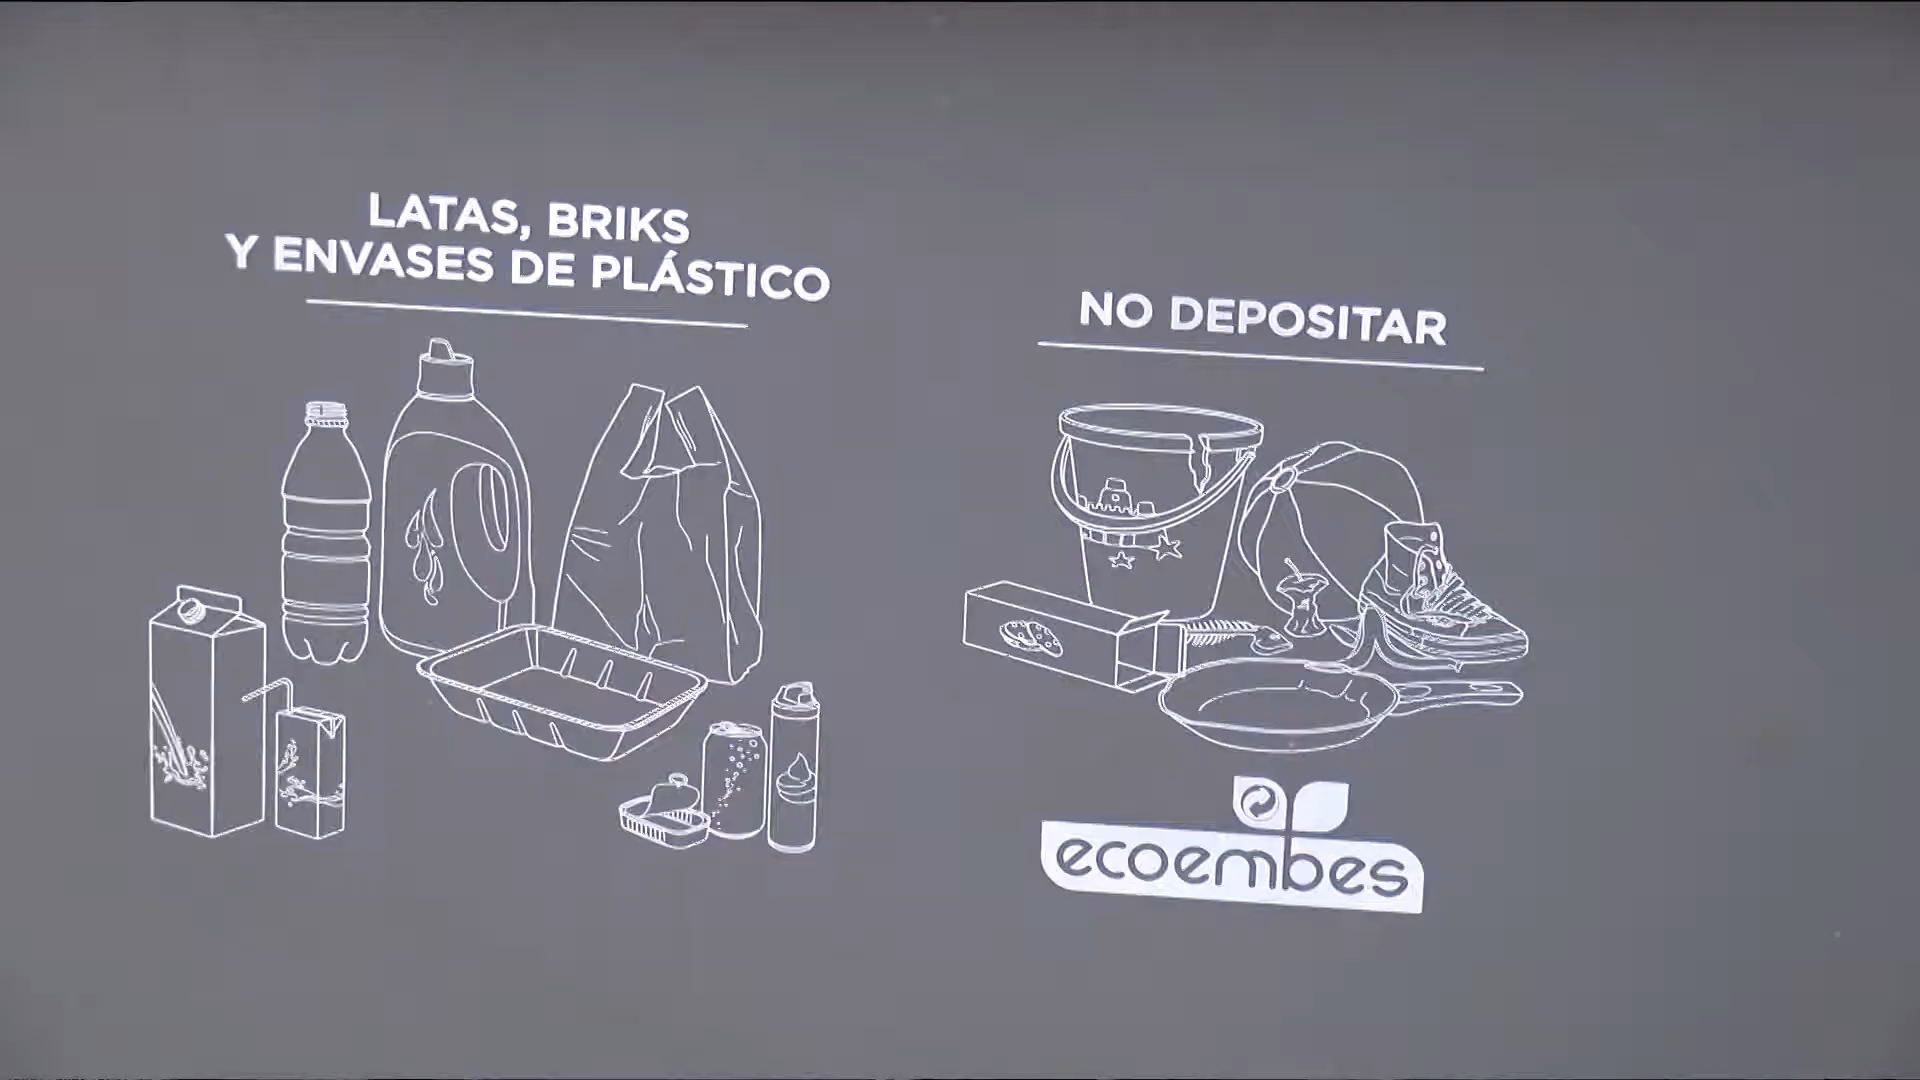 LATAS, BRIKS
Y ENVASES DE PLÁSTICO
NO DEPOSITAR
ecoembes